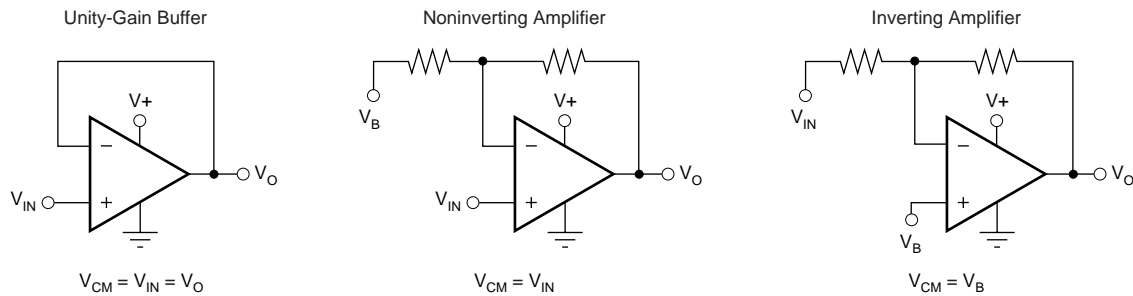 Unity-Gain Buffer
V+
−
+
V_IN
V_O
V_CM = V_IN = V_O
Noninverting Amplifier
V_B
V+
−
+
V_IN
V_O
V_CM = V_IN
Inverting Amplifier
V_IN
V+
−
+
V_B
V_O
V_CM = V_B